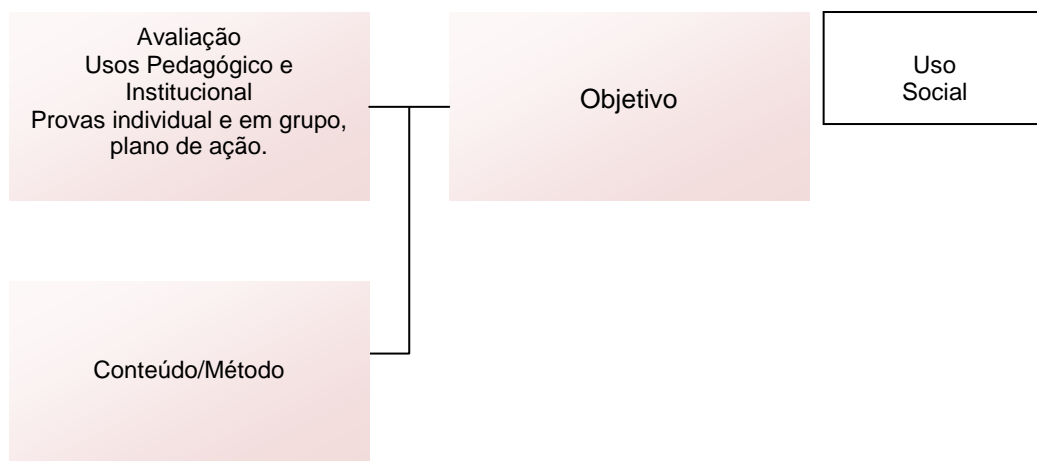 Avaliação
Usos Pedagógico e
Institucional
Provas individual e em grupo,
plano de ação.
Objetivo
Uso
Social
Conteúdo/Método